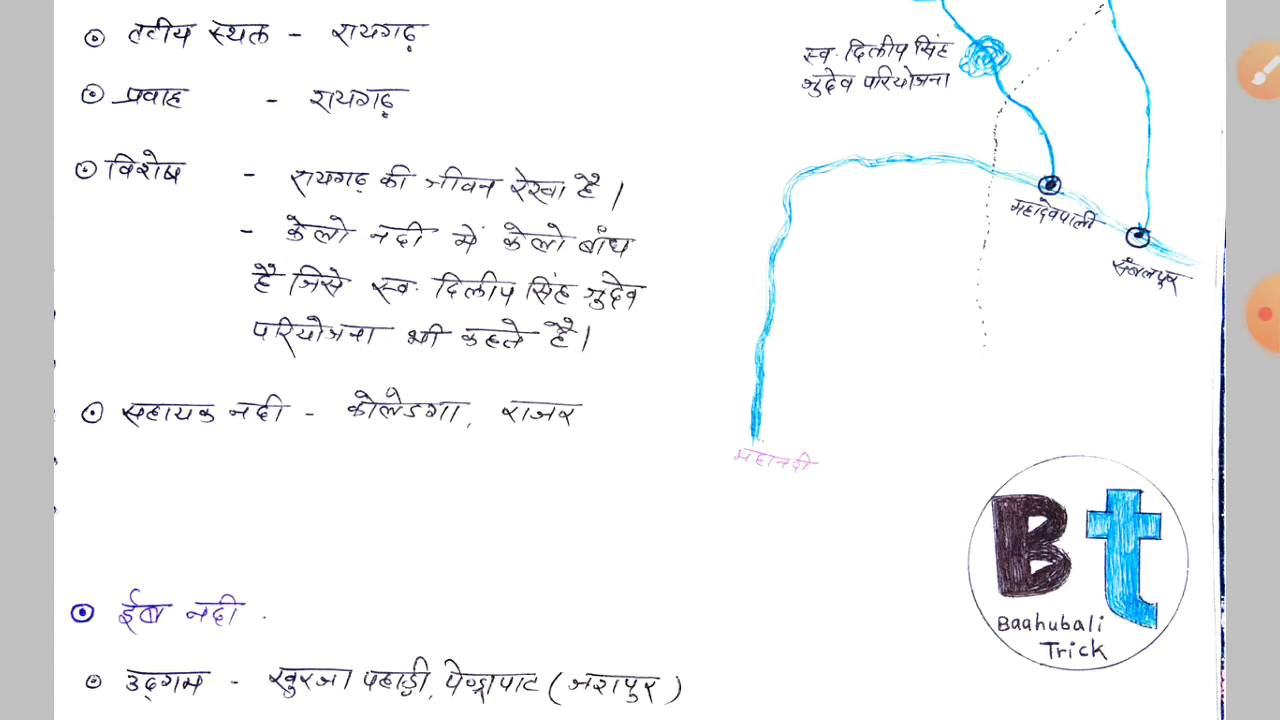 तटीय स्थल - रायगढ़
प्रवाह - रायगढ़
विशेष - रायगढ़ की जीवन रेखा है।
- केलो नदी में केलो बाँध
है जिसे स्व. दिलीप सिंह जुदेव
परियोजना भी कहते है।
सहायक नदी - कोलेडगा, राजर
स्व. दिलीप सिंह
जुदेव परियोजना
महादेवपाली
संबलपुर
महानदी
ईब नदी .
उद्गम - खुरजा पहाड़ी, पेण्ड्रापाट (जशपुर)
Bt
Baahubali
Trick